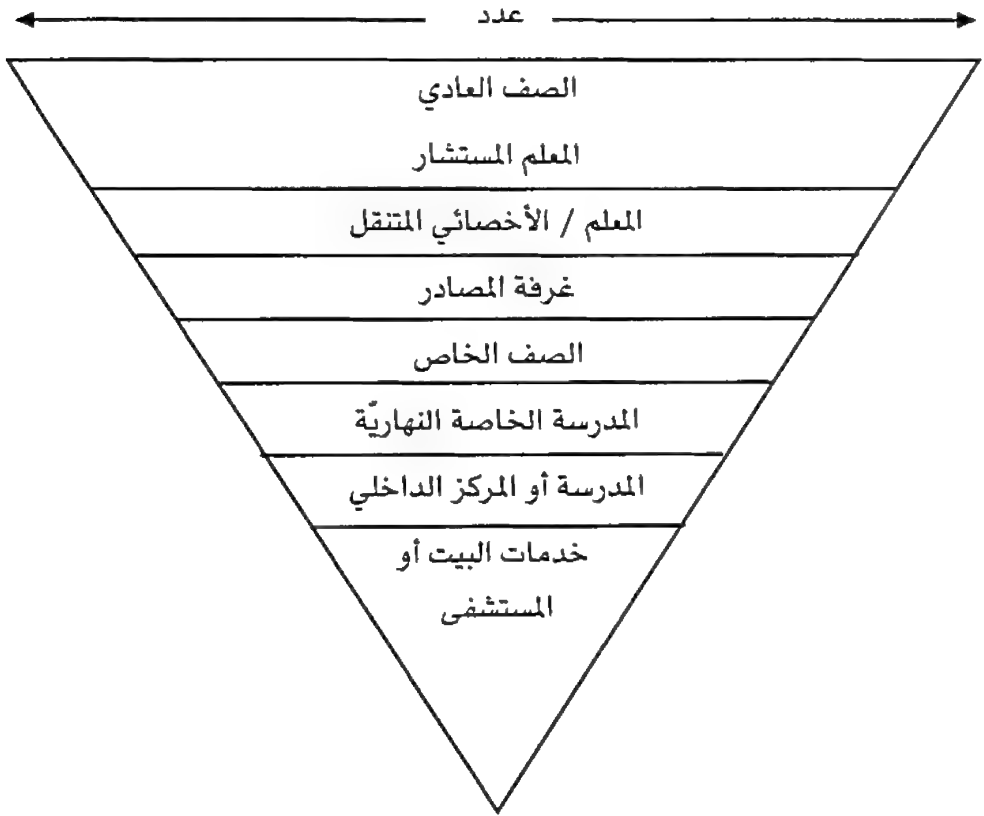 عدد
الصف العادي
المعلم المستشار
المعلم / الأخصائي المتنقل
غرفة المصادر
الصف الخاص
المدرسة الخاصة النهاريّة
المدرسة أو المركز الداخلي
خدمات البيت أو
المستشفى